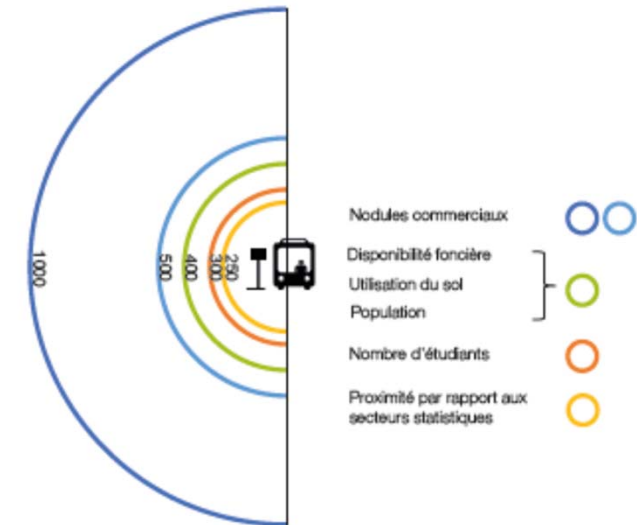 1000
500
400
300
250
Nodules commerciaux
Disponibilité foncière
Utilisation du sol
Population
Nombre d'étudiants
Proximité par rapport aux
secteurs statistiques